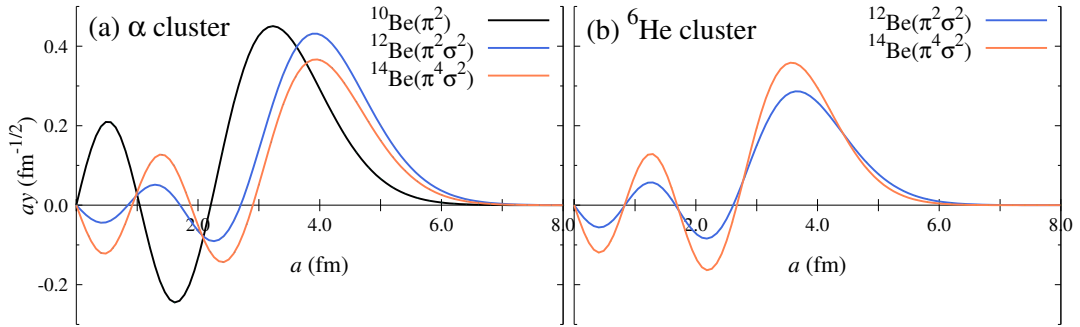 (a) α cluster
¹⁰Be(π²)
¹²Be(π²σ²)
¹⁴Be(π⁴σ²)
(b) ⁶He cluster
¹²Be(π²σ²)
¹⁴Be(π⁴σ²)
ay (fm⁻¹/²)
0.4
0.2
0.0
-0.2
2.0 4.0 6.0 8.0
a (fm)
2.0 4.0 6.0 8.0
a (fm)